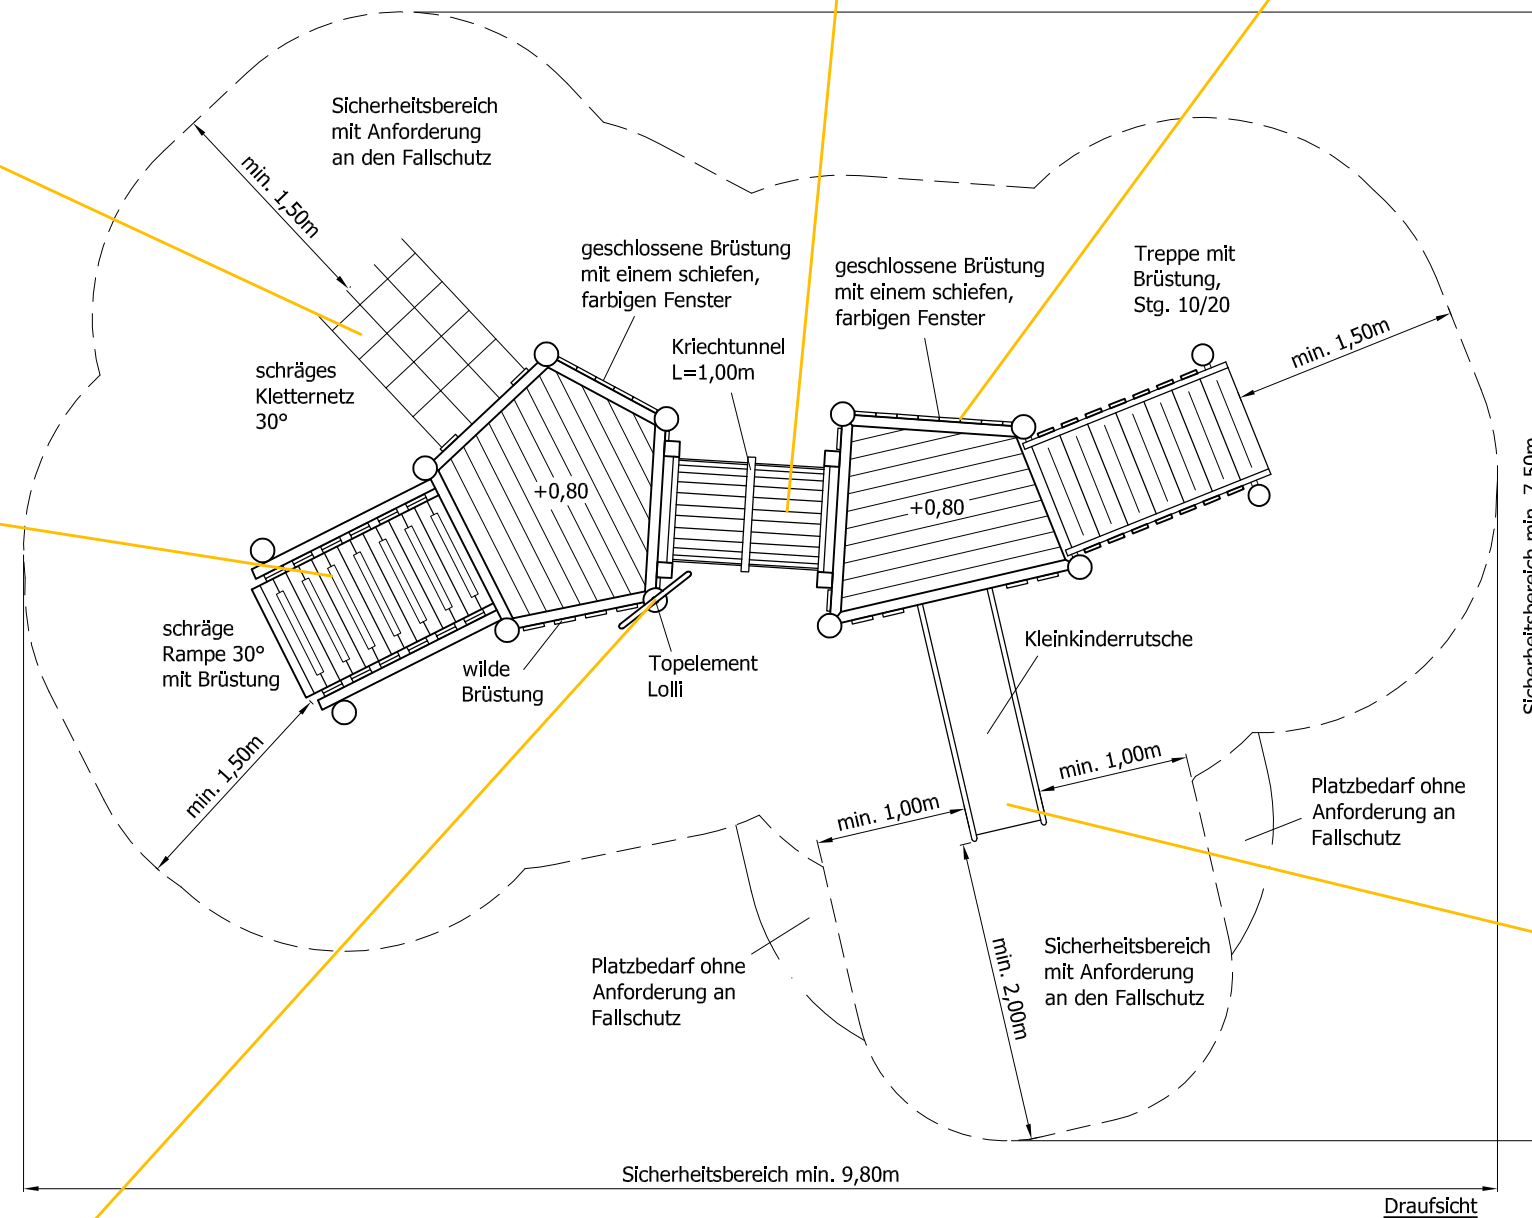 Sicherheitsbereich
mit Anforderung
an den Fallschutz
min. 1,50m
geschlossene Brüstung
mit einem schiefen,
farbigen Fenster
geschlossene Brüstung
mit einem schiefen,
farbigen Fenster
Treppe mit
Brüstung,
Stg. 10/20
min. 1,50m
Kriechtunnel
L=1,00m
schräges
Kletternetz
30°
+0,80
+0,80
Sicherheitsbereich min. 7,50m
schräge
Rampe 30°
mit Brüstung
wilde
Brüstung
Topelement
Lolli
Kleinkinderrutsche
min. 1,50m
min. 1,00m
min. 1,00m
Platzbedarf ohne
Anforderung an
Fallschutz
Platzbedarf ohne
Anforderung an
Fallschutz
min. 2,00m
Sicherheitsbereich
mit Anforderung
an den Fallschutz
Sicherheitsbereich min. 9,80m
Draufsicht